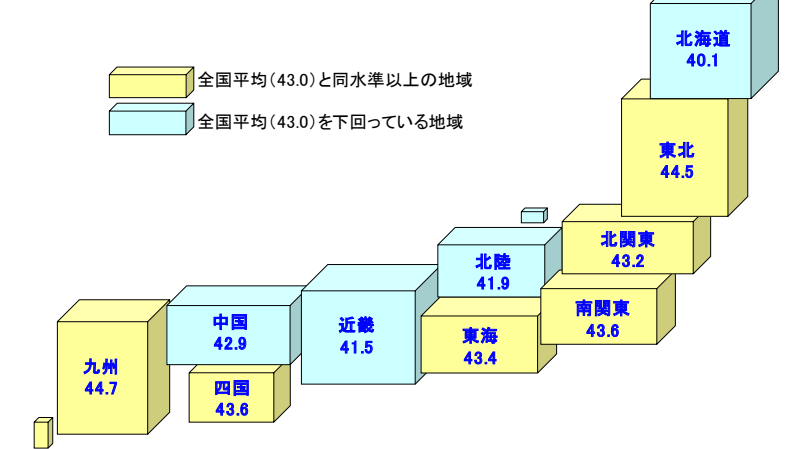 北海道
40.1
全国平均(43.0)と同水準以上の地域
全国平均(43.0)を下回っている地域
東北
44.5
北関東
43.2
北陸
41.9
南関東
43.6
中国
42.9
近畿
41.5
東海
43.4
九州
44.7
四国
43.6